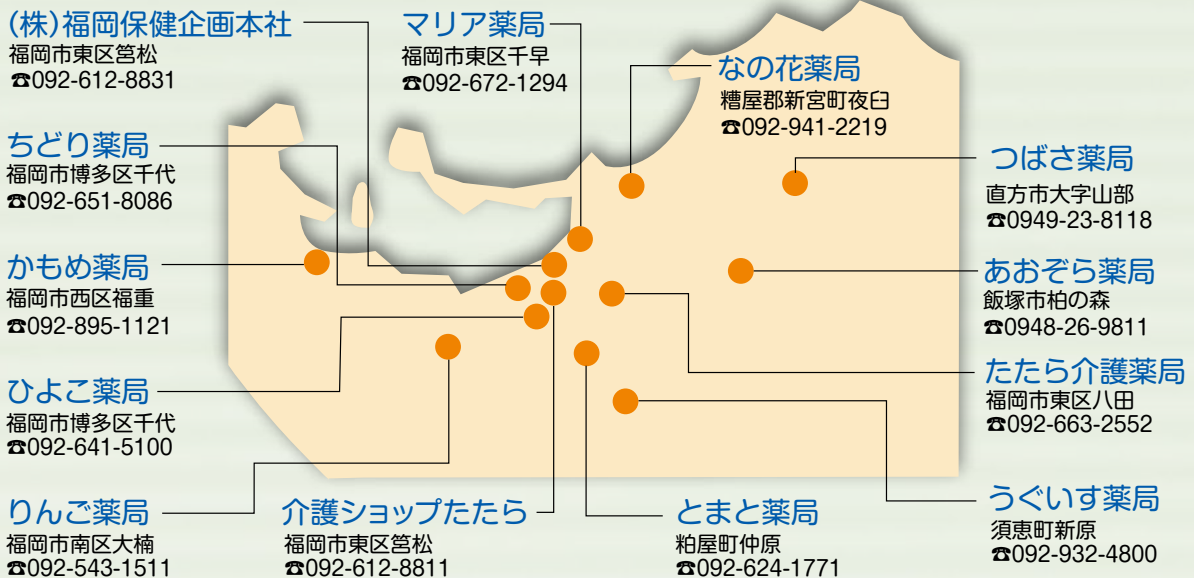 (株)福岡保健企画本社
福岡市東区筥松
☎092-612-8831
マリア薬局
福岡市東区千早
☎092-672-1294
なの花薬局
糟屋郡新宮町夜臼
☎092-941-2219
ちどり薬局
福岡市博多区千代
☎092-651-8086
つばさ薬局
直方市大字山部
☎0949-23-8118
かもめ薬局
福岡市西区福重
☎092-895-1121
あおぞら薬局
飯塚市柏の森
☎0948-26-9811
ひよこ薬局
福岡市博多区千代
☎092-641-5100
たたら介護薬局
福岡市東区八田
☎092-663-2552
りんご薬局
福岡市南区大楠
☎092-543-1511
介護ショップたたら
福岡市東区筥松
☎092-612-8811
とまと薬局
粕屋町仲原
☎092-624-1771
うぐいす薬局
須恵町新原
☎092-932-4800